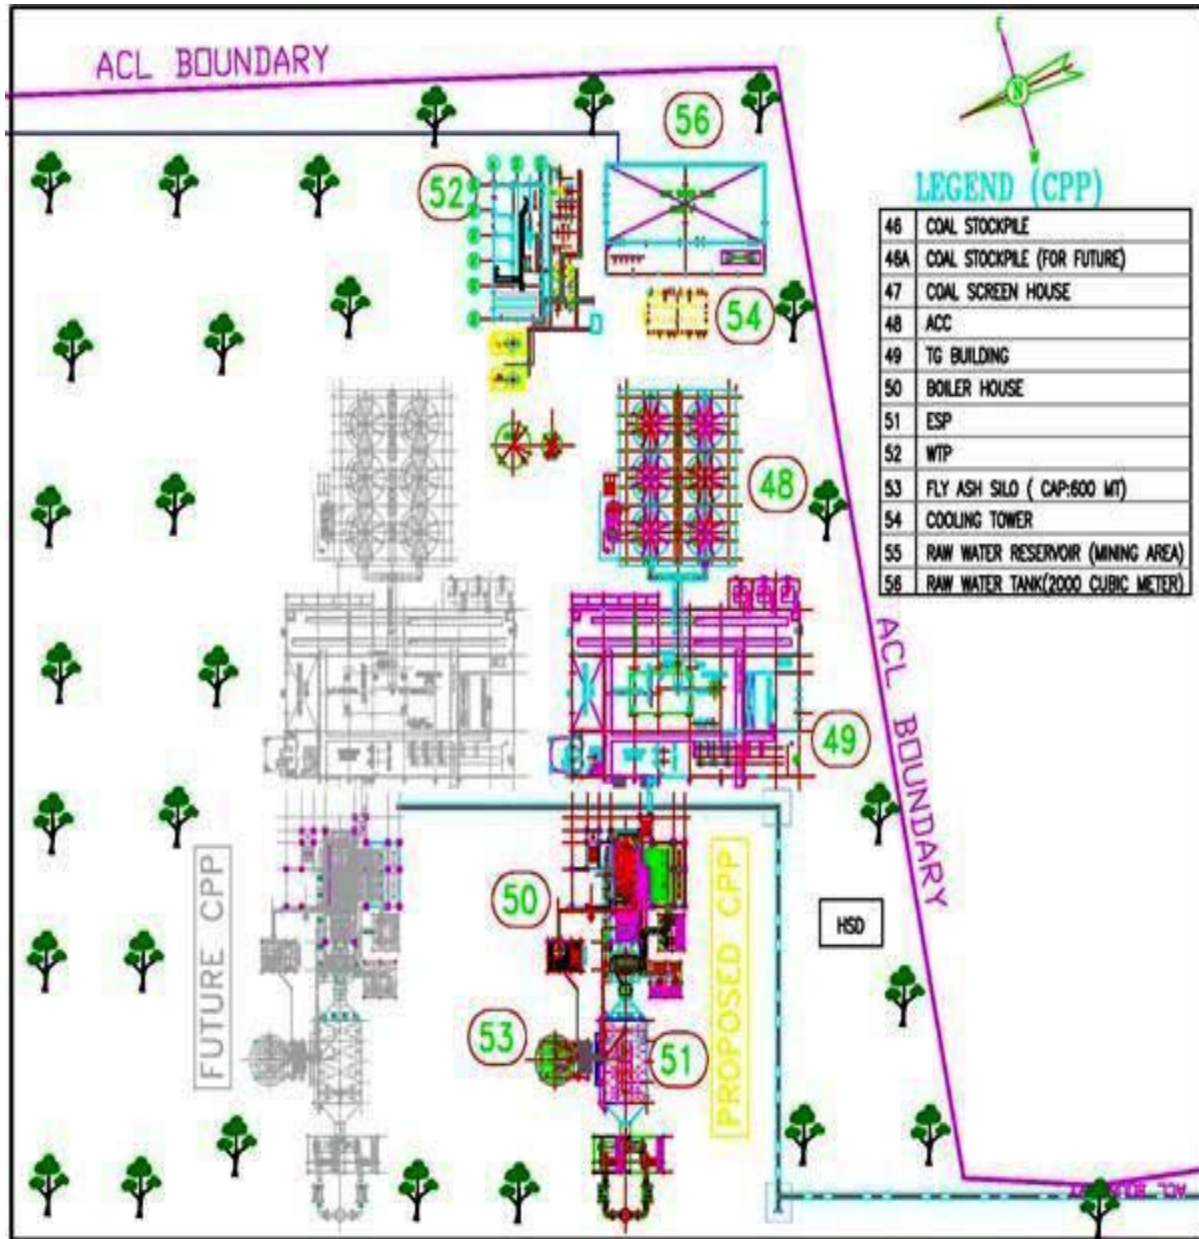 ACL BOUNDARY
E
N
W
56
52
LEGEND (CPP)
46 COAL STOCKPILE
46A COAL STOCKPILE (FOR FUTURE)
47 COAL SCREEN HOUSE
48 ACC
49 TG BUILDING
50 BOILER HOUSE
51 ESP
52 WTP
53 FLY ASH SILO ( CAP:600 MT)
54 COOLING TOWER
55 RAW WATER RESERVOIR (MINING AREA)
56 RAW WATER TANK(2000 CUBIC METER)
54
48
ACL BOUNDARY
49
FUTURE CPP
50
PROPOSED CPP
HSD
53
51
ACL BOUNDARY